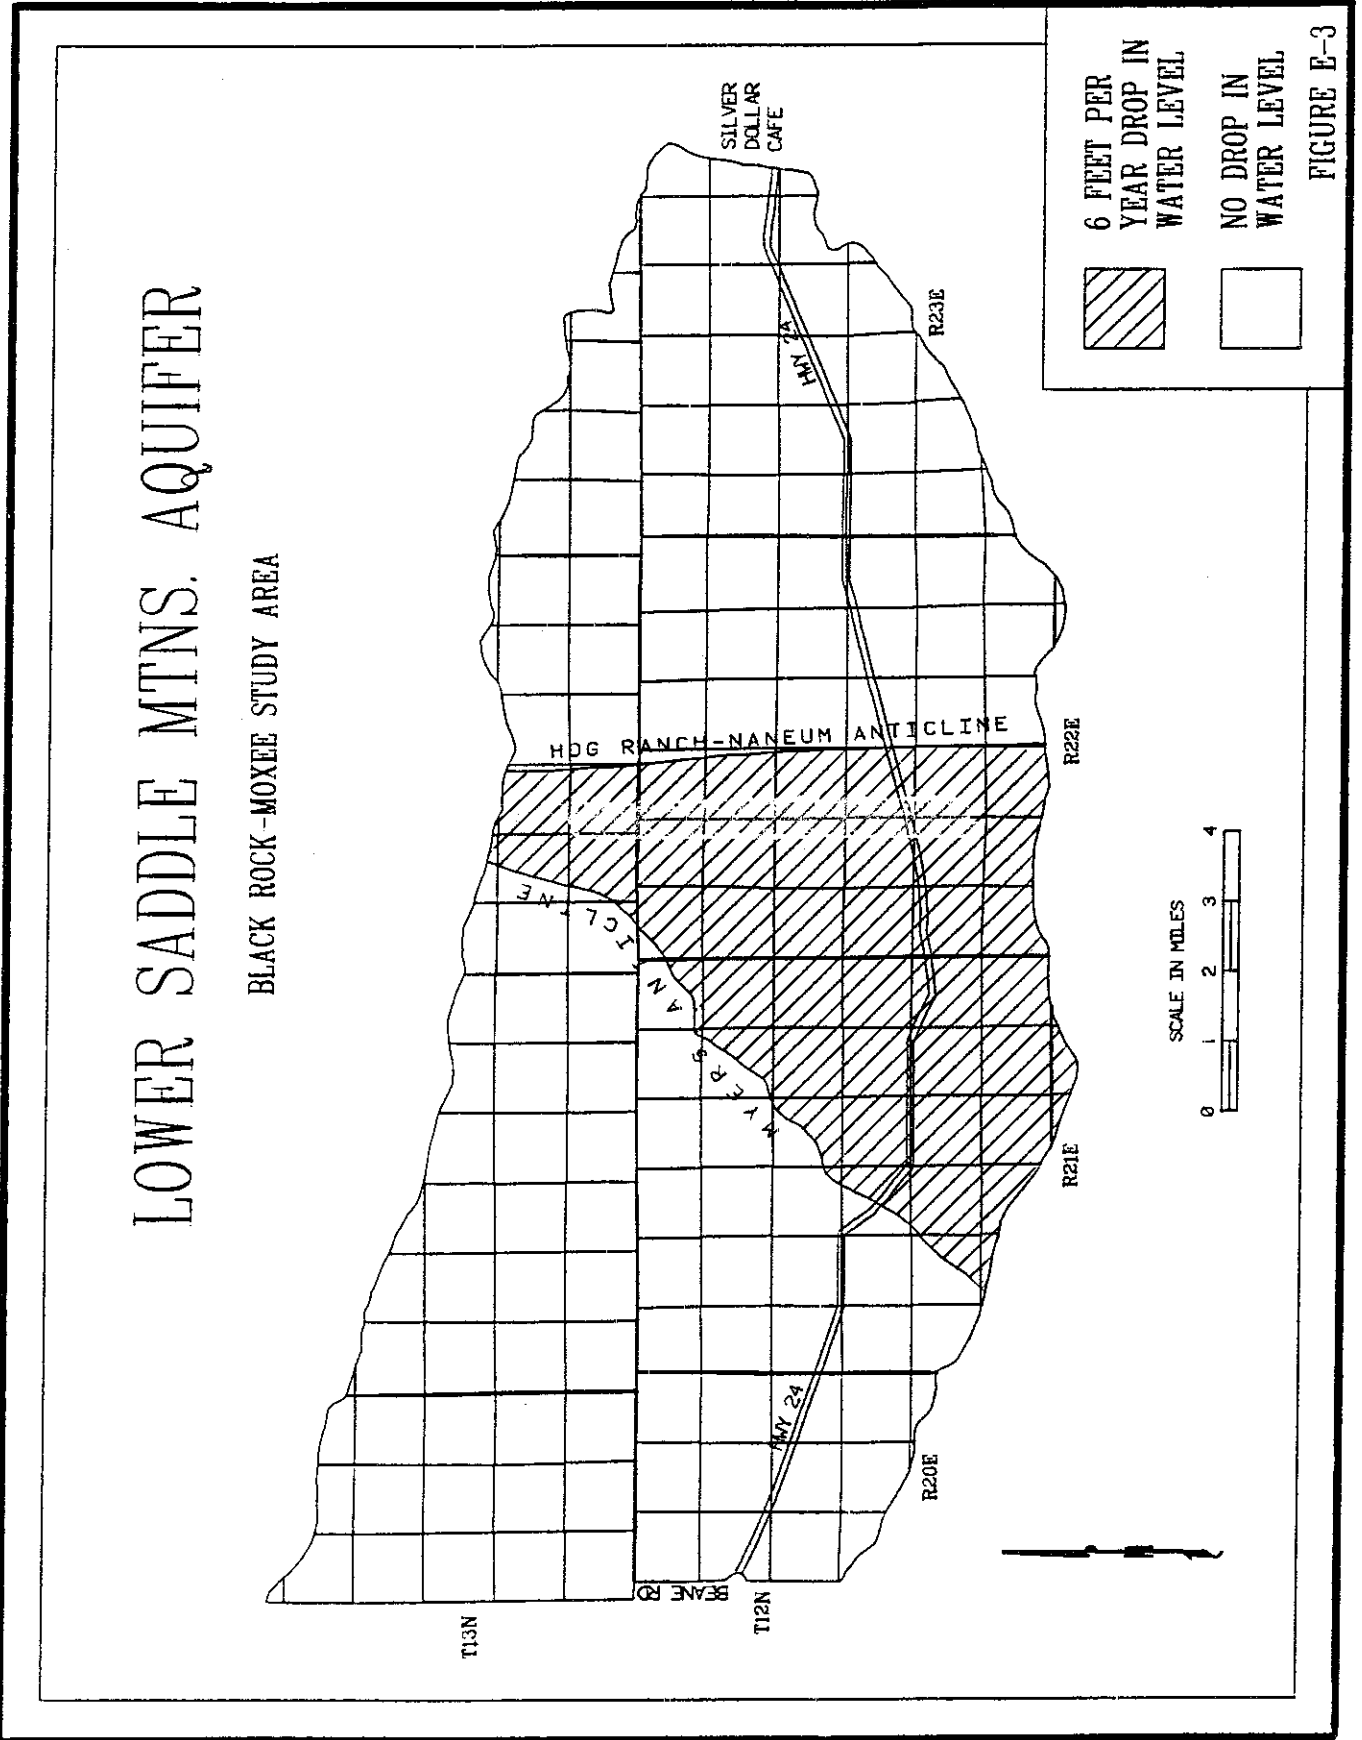 LOWER SADDLE MTNS. AQUIFER
BLACK ROCK-MOXEE STUDY AREA
T13N
T12N
BEANE RD
HWY 24
MYERS ANTICLINE
HOG RANCH-NANEUM ANTICLINE
HWY 24
SILVER
DOLLAR
CAFE
R20E
R21E
R22E
R23E
SCALE IN MILES
0 1 2 3 4
6 FEET PER
YEAR DROP IN
WATER LEVEL
NO DROP IN
WATER LEVEL
FIGURE E-3